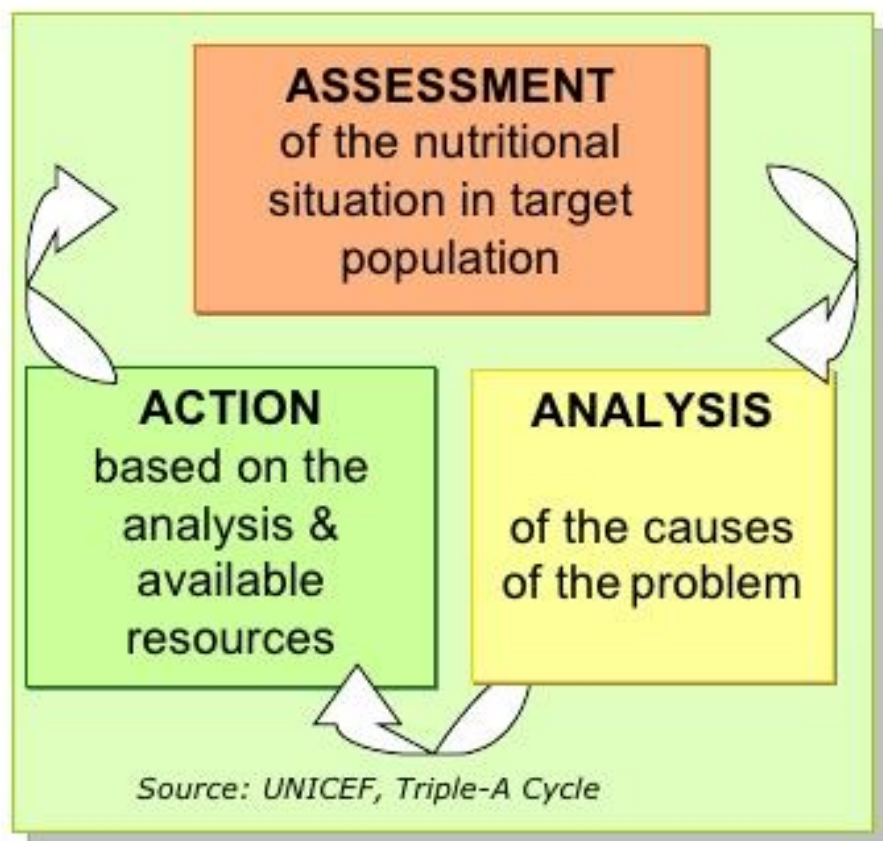 ASSESSMENT
of the nutritional
situation in target
population
ACTION
based on the
analysis &
available
resources
ANALYSIS
of the causes
of the problem
Source: UNICEF, Triple-A Cycle